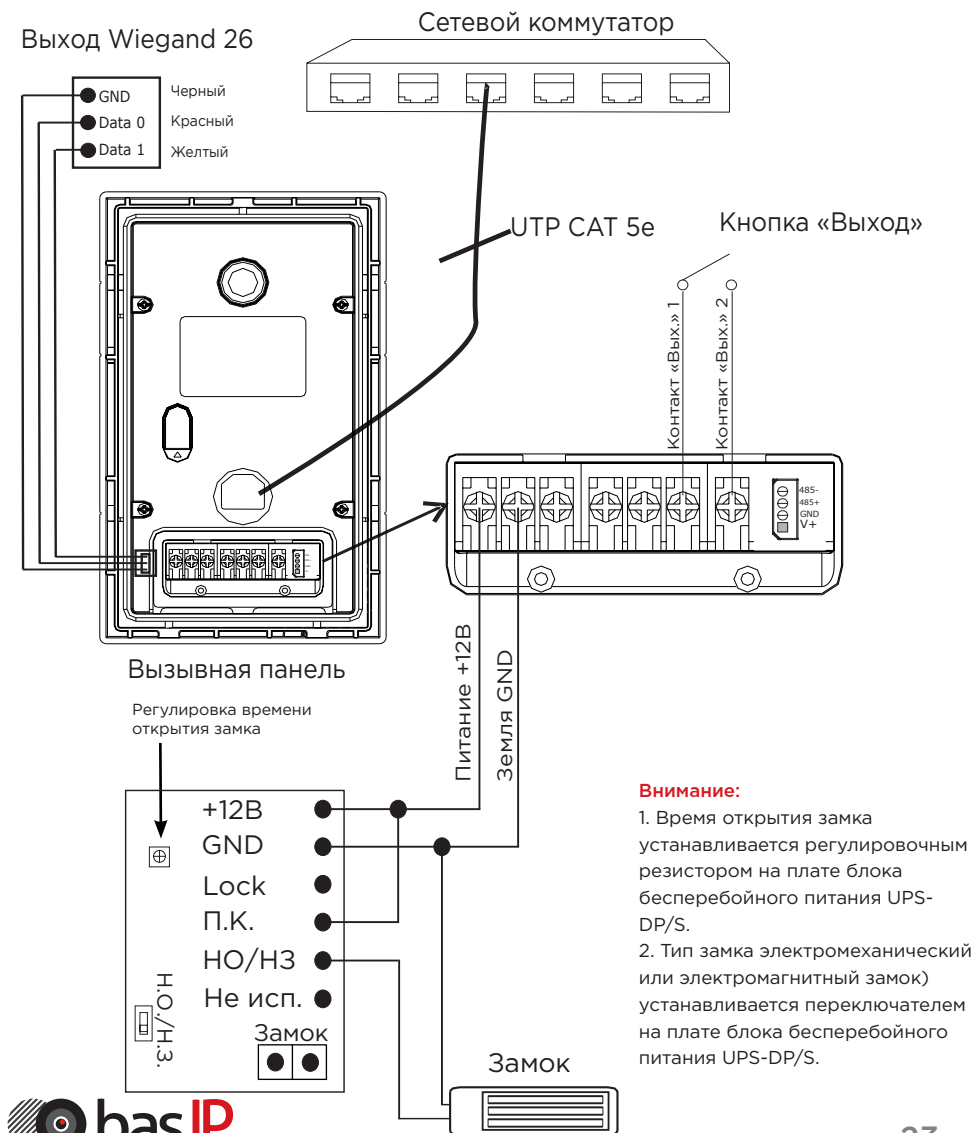 Выход Wiegand 26
Сетевой коммутатор
GND
Черный
Data 0
Красный
Data 1
Желтый
UTP CAT 5e
Кнопка «Выход»
Контакт «Вых.» 1
Контакт «Вых.» 2
485-
485+
GND
V+
Вызывная панель
Питание +12В
Земля GND
Регулировка времени
открытия замка
+12В
GND
Lock
П.К.
НО/НЗ
Не исп.
Н.О./Н.З.
Замок
Замок
Внимание:
1. Время открытия замка
устанавливается регулировочным
резистором на плате блока
бесперебойного питания UPS-
DP/S.
2. Тип замка электромеханический
или электромагнитный замок)
устанавливается переключателем
на плате блока бесперебойного
питания UPS-DP/S.
bas IP